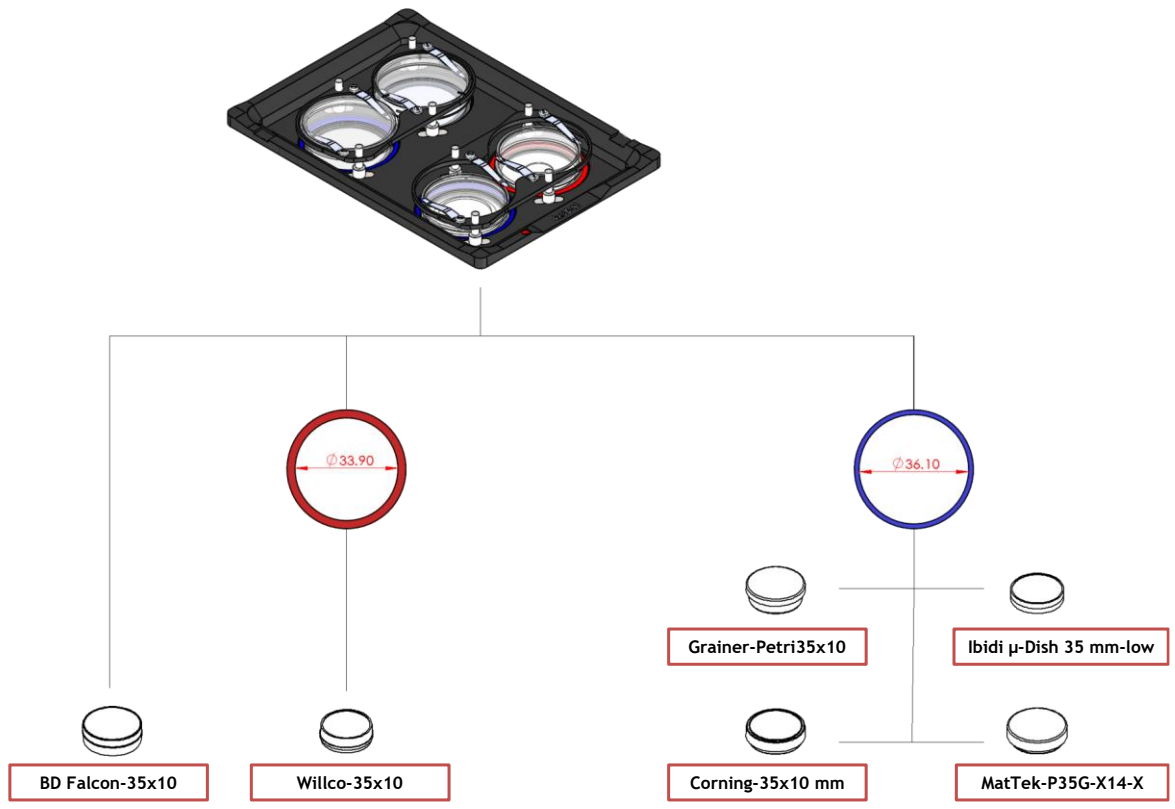 Ø33.90
Ø36.10
Grainer-Petri35x10
Ibidi µ-Dish 35 mm-low
BD Falcon-35x10
Willco-35x10
Corning-35x10 mm
MatTek-P35G-X14-X